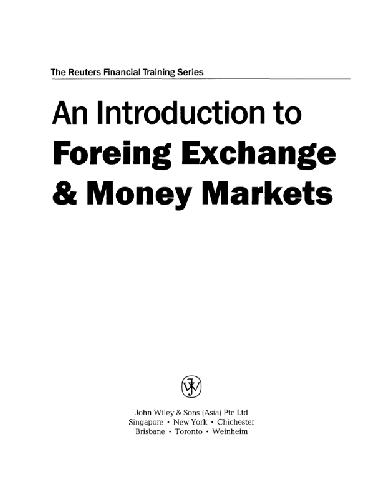 The Reuters Financial Training Series
An Introduction to
Foreing Exchange
& Money Markets
John Wiley & Sons (Asia) Pte Ltd
Singapore • New York • Chichester
Brisbane • Toronto • Weinheim